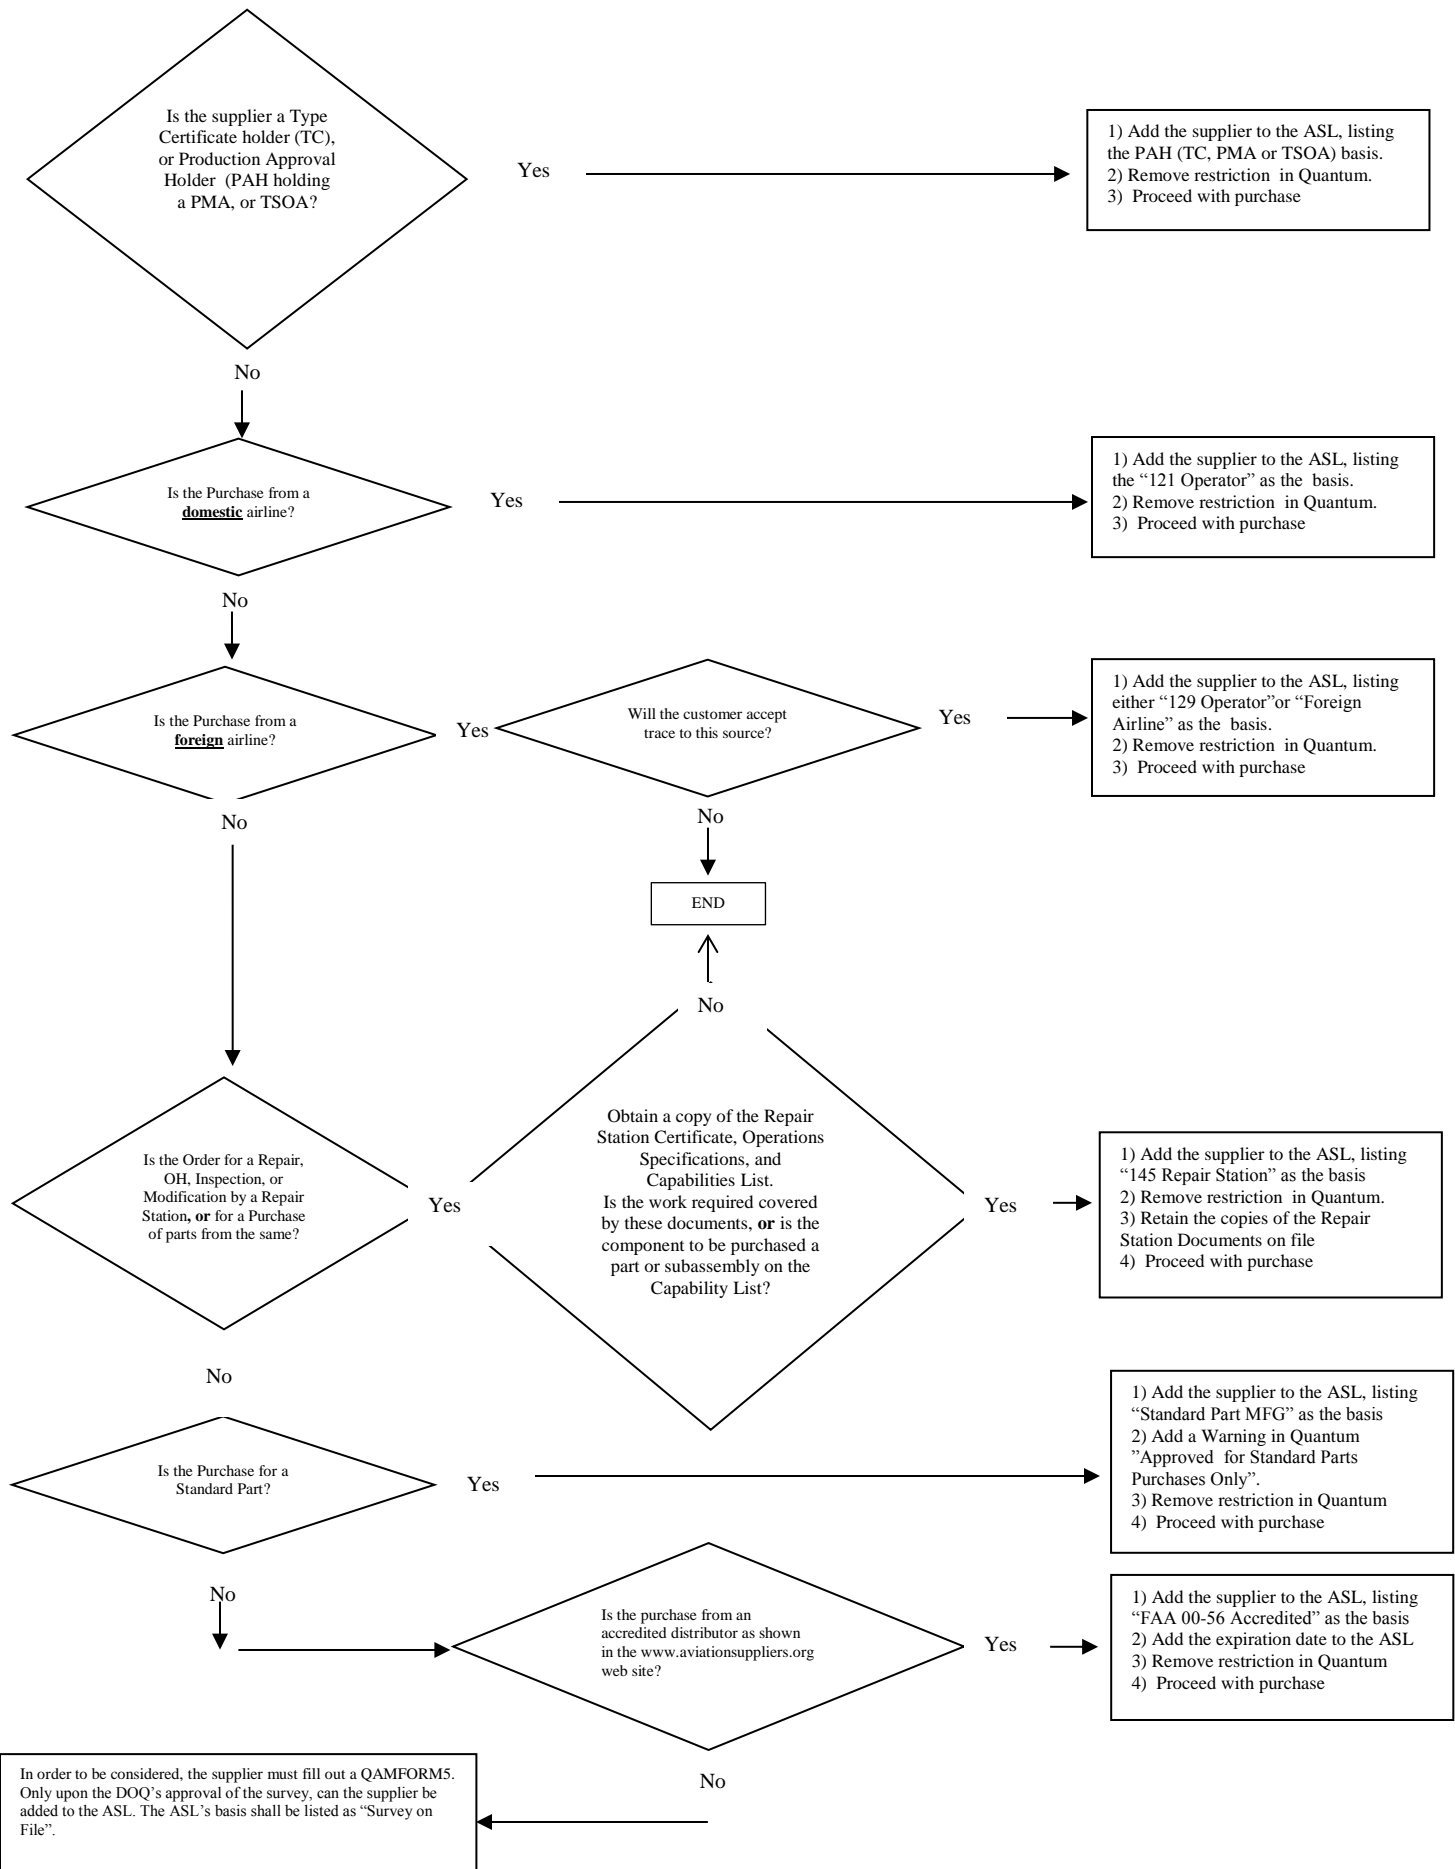 Is the supplier a Type
Certificate holder (TC),
or Production Approval
Holder (PAH holding
a PMA, or TSOA?
Yes
1) Add the supplier to the ASL, listing
the PAH (TC, PMA or TSOA) basis.
2) Remove restriction in Quantum.
3) Proceed with purchase
No
Is the Purchase from a
domestic airline?
Yes
1) Add the supplier to the ASL, listing
the “121 Operator” as the basis.
2) Remove restriction in Quantum.
3) Proceed with purchase
No
Is the Purchase from a
foreign airline?
Yes
Will the customer accept
trace to this source?
Yes
1) Add the supplier to the ASL, listing
either “129 Operator”or “Foreign
Airline” as the basis.
2) Remove restriction in Quantum.
3) Proceed with purchase
No
No
END
No
Is the Order for a Repair,
OH, Inspection, or
Modification by a Repair
Station, or for a Purchase
of parts from the same?
Yes
Obtain a copy of the Repair
Station Certificate, Operations
Specifications, and
Capabilities List.
Is the work required covered
by these documents, or is the
component to be purchased a
part or subassembly on the
Capability List?
Yes
1) Add the supplier to the ASL, listing
“145 Repair Station” as the basis
2) Remove restriction in Quantum.
3) Retain the copies of the Repair
Station Documents on file
4) Proceed with purchase
No
Is the Purchase for a
Standard Part?
Yes
1) Add the supplier to the ASL, listing
“Standard Part MFG” as the basis
2) Add a Warning in Quantum
”Approved for Standard Parts
Purchases Only”.
3) Remove restriction in Quantum
4) Proceed with purchase
No
Is the purchase from an
accredited distributor as shown
in the www.aviationsuppliers.org
web site?
Yes
1) Add the supplier to the ASL, listing
“FAA 00-56 Accredited” as the basis
2) Add the expiration date to the ASL
3) Remove restriction in Quantum
4) Proceed with purchase
No
In order to be considered, the supplier must fill out a QAMFORM5.
Only upon the DOQ’s approval of the survey, can the supplier be
added to the ASL. The ASL’s basis shall be listed as “Survey on
File”.